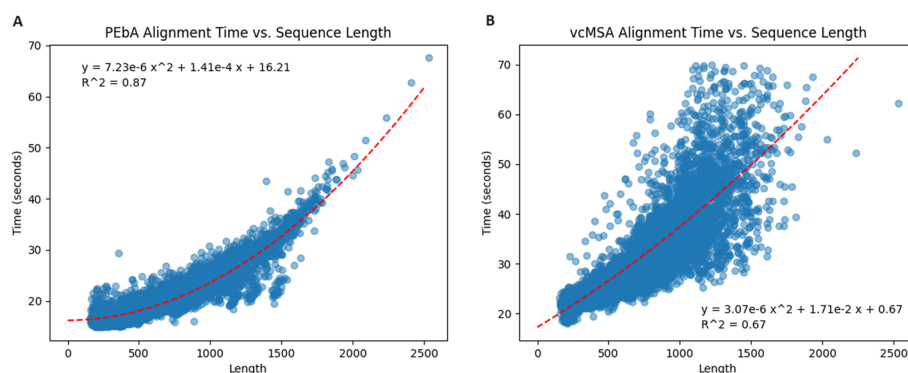 A
PEbA Alignment Time vs. Sequence Length
y = 7.23e-6 x^2 + 1.41e-4 x + 16.21
R^2 = 0.87
Time (seconds)
70
60
50
40
30
20
0
500
1000
1500
2000
2500
Length
B
vcMSA Alignment Time vs. Sequence Length
Time (seconds)
70
60
50
40
30
20
y = 3.07e-6 x^2 + 1.71e-2 x + 0.67
R^2 = 0.67
0
500
1000
1500
2000
2500
Length